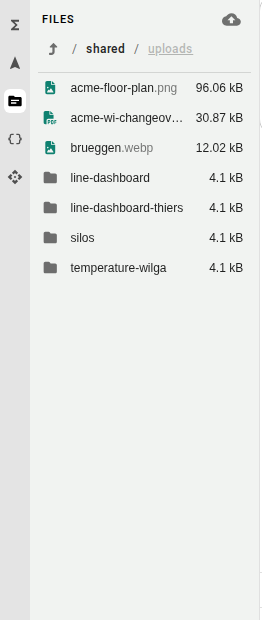 FILES
/ shared / uploads
acme-floor-plan.png 96.06 kB
acme-wi-changeov... 30.87 kB
brueggen.webp 12.02 kB
line-dashboard 4.1 kB
line-dashboard-thiers 4.1 kB
silos 4.1 kB
temperature-wilga 4.1 kB